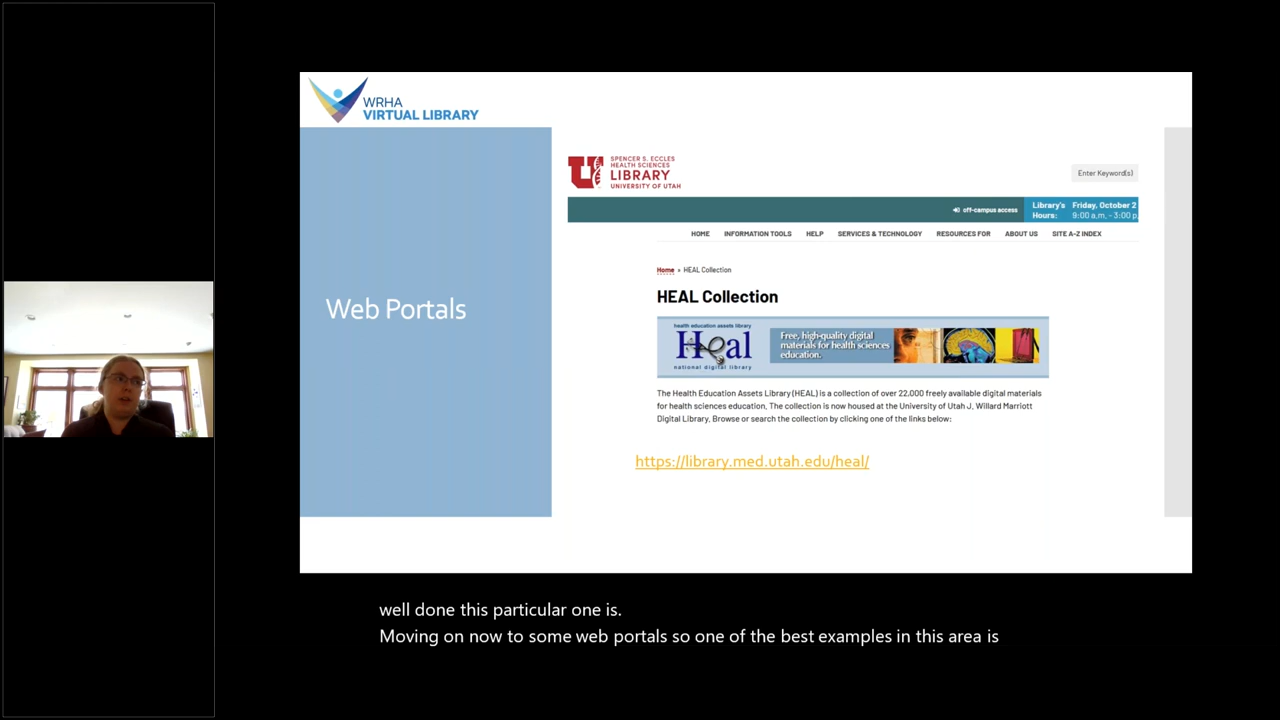 WRHA
VIRTUAL LIBRARY
Web Portals
SPENCER S. ECCLES
HEALTH SCIENCES
LIBRARY
UNIVERSITY OF UTAH
Enter Keyword(s)
off-campus access
Library's Hours:
Friday, October 2
9:00 a.m. - 3:00 p.
HOME INFORMATION TOOLS HELP SERVICES & TECHNOLOGY RESOURCES FOR ABOUT US SITE A-Z INDEX
Home » HEAL Collection
HEAL Collection
health education assets library
Heal
national digital library
Free, high-quality digital
materials for health sciences
education.
The Health Education Assets Library (HEAL) is a collection of over 22,000 freely available digital materials
for health sciences education. The collection is now housed at the University of Utah J. Willard Marriott
Digital Library. Browse or search the collection by clicking one of the links below:
https://library.med.utah.edu/heal/
well done this particular one is.
Moving on now to some web portals so one of the best examples in this area is